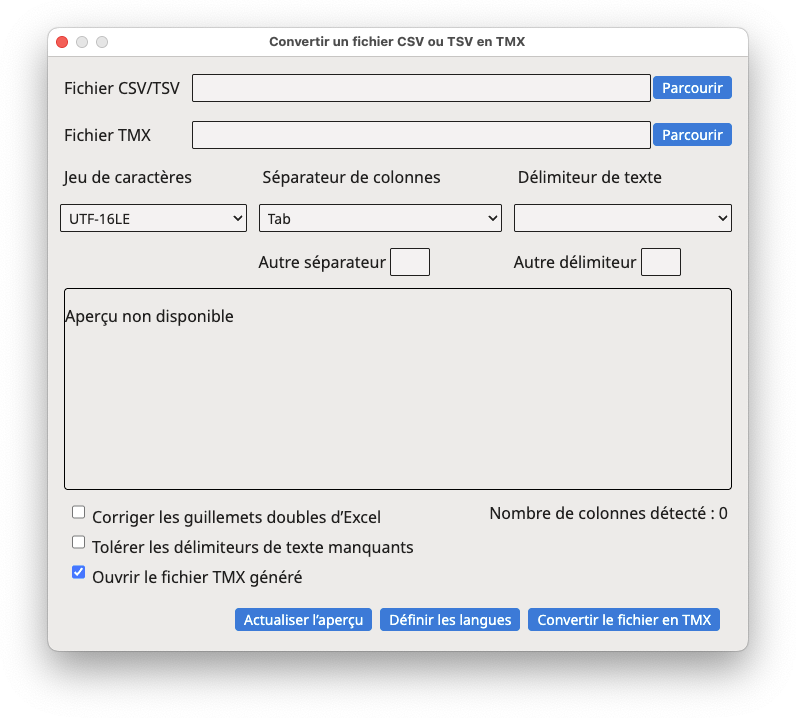 Convertir un fichier CSV ou TSV en TMX
Fichier CSV/TSV Parcourir
Fichier TMX Parcourir
Jeu de caractères Séparateur de colonnes Délimiteur de texte
UTF-16LE Tab
Autre séparateur Autre délimiteur
Aperçu non disponible
Corriger les guillemets doubles d’Excel Nombre de colonnes détecté : 0
Tolérer les délimiteurs de texte manquants
Ouvrir le fichier TMX généré
Actualiser l’aperçu Définir les langues Convertir le fichier en TMX